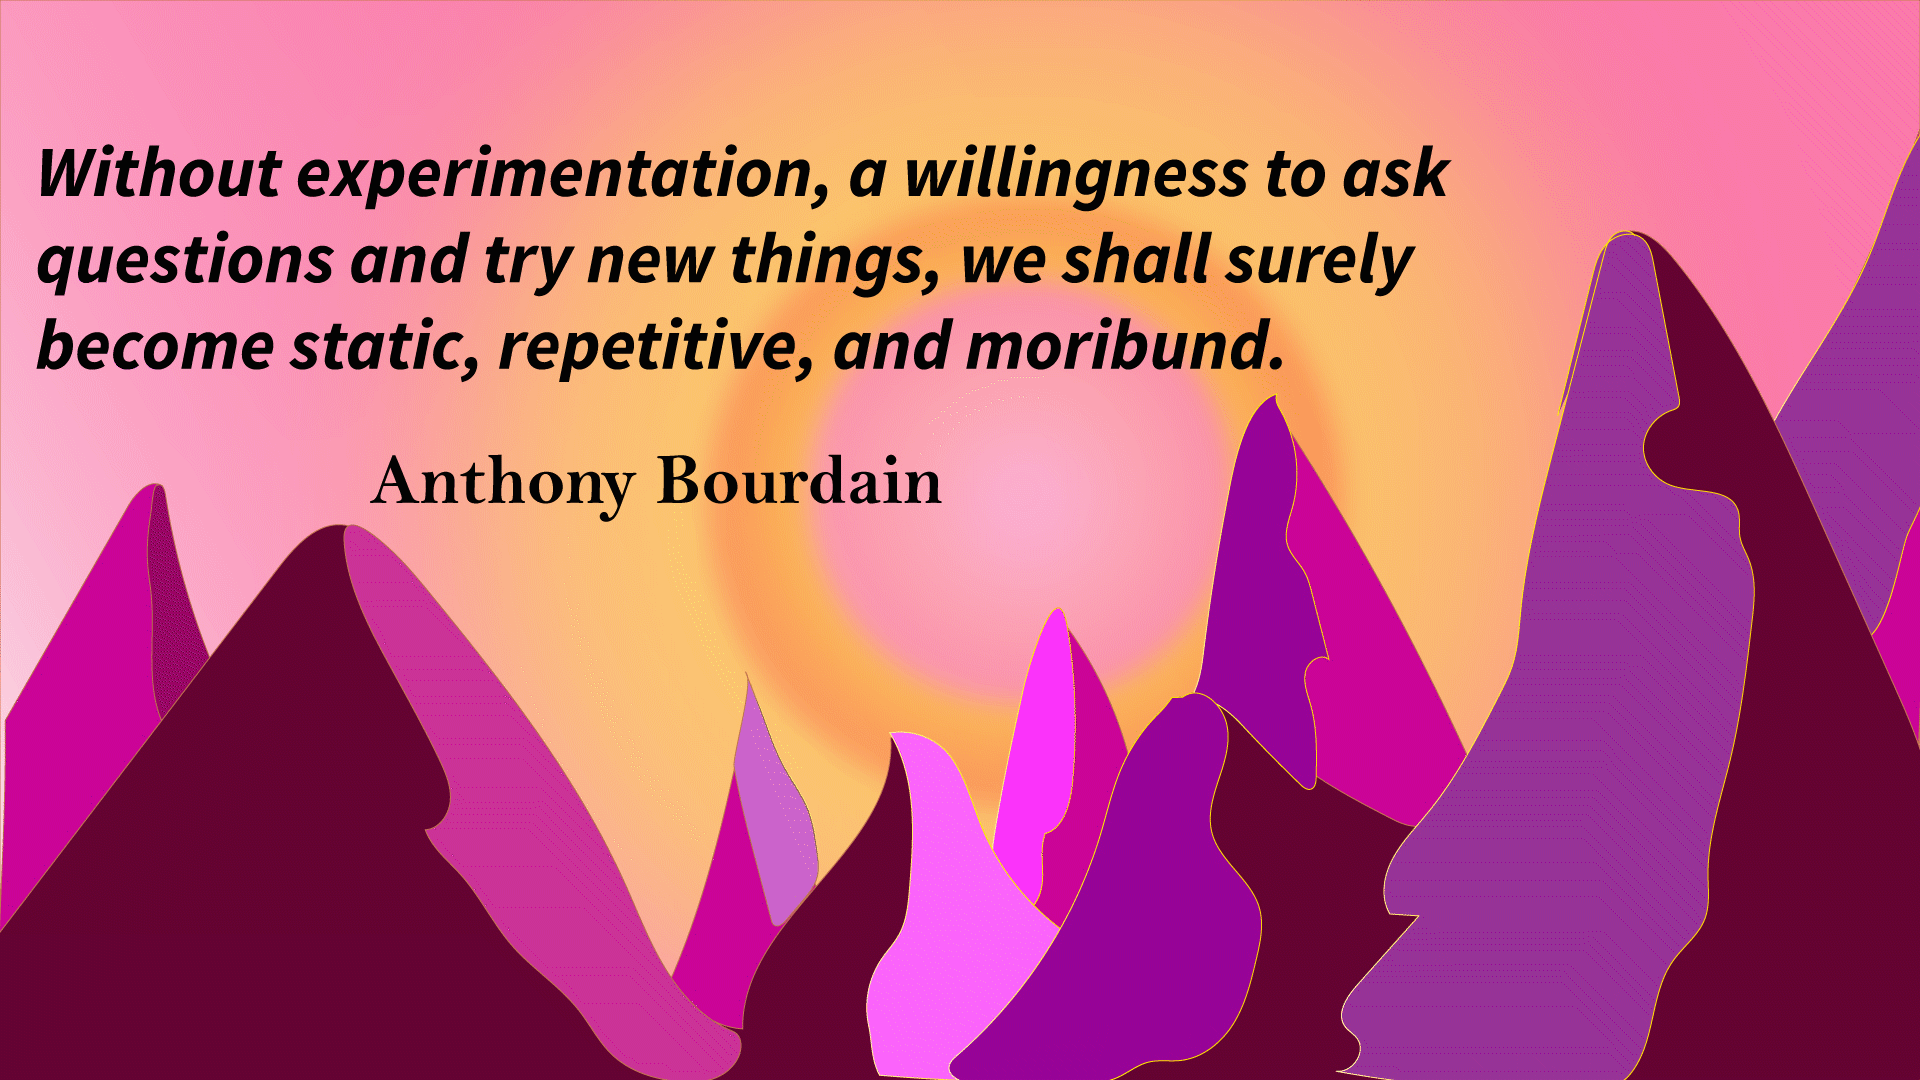 Without experimentation, a willingness to ask
questions and try new things, we shall surely
become static, repetitive, and moribund.
Anthony Bourdain